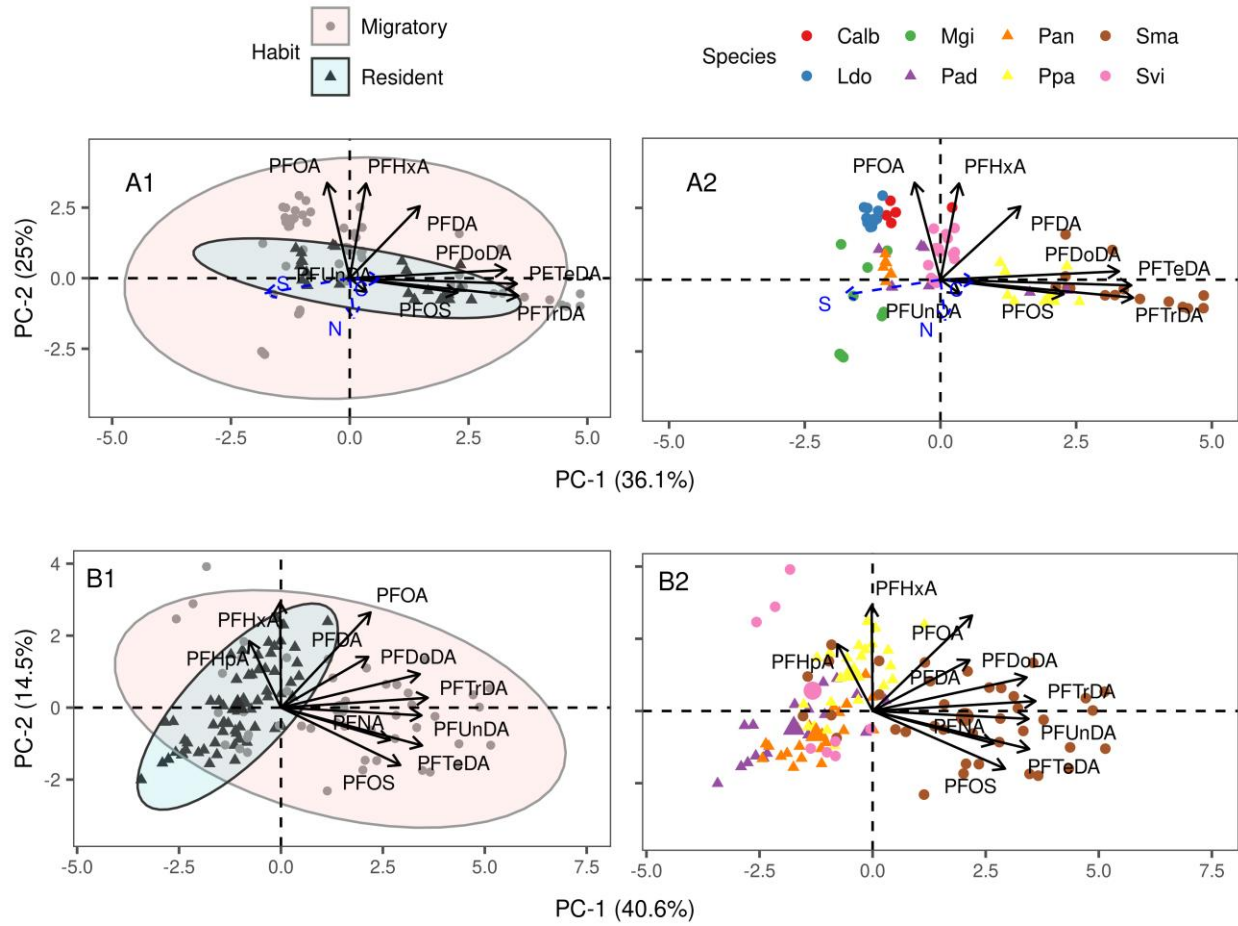 Habit
Migratory
Resident
Species
Calb Mgi Pan Sma
Ldo Pad Ppa Svi
PC-2 (25%)
2.5
0.0
-2.5
A1
PFOA PFHxA
PFDA
PFDoDA
PFTeDA
PFUnDA
PFOS
PFTrDA
S
C
N
-5.0 -2.5 0.0 2.5 5.0
A2
PFOA PFHxA
PFDA
PFDoDA
PFTeDA
PFUnDA PFOS
PFTrDA
S
C
N
-5.0 -2.5 0.0 2.5 5.0
PC-1 (36.1%)
PC-2 (14.5%)
4
2
0
-2
B1
PFOA
PFHxA
PFDA
PFHpA
PFDoDA
PFTrDA
PFNA
PFUnDA
PFTeDA
PFOS
-5.0 -2.5 0.0 2.5 5.0 7.5
B2
PFHxA
PFOA
PFHpA
PFDA
PFDoDA
PFTrDA
PFNA
PFUnDA
PFTeDA
PFOS
-5.0 -2.5 0.0 2.5 5.0 7.5
PC-1 (40.6%)